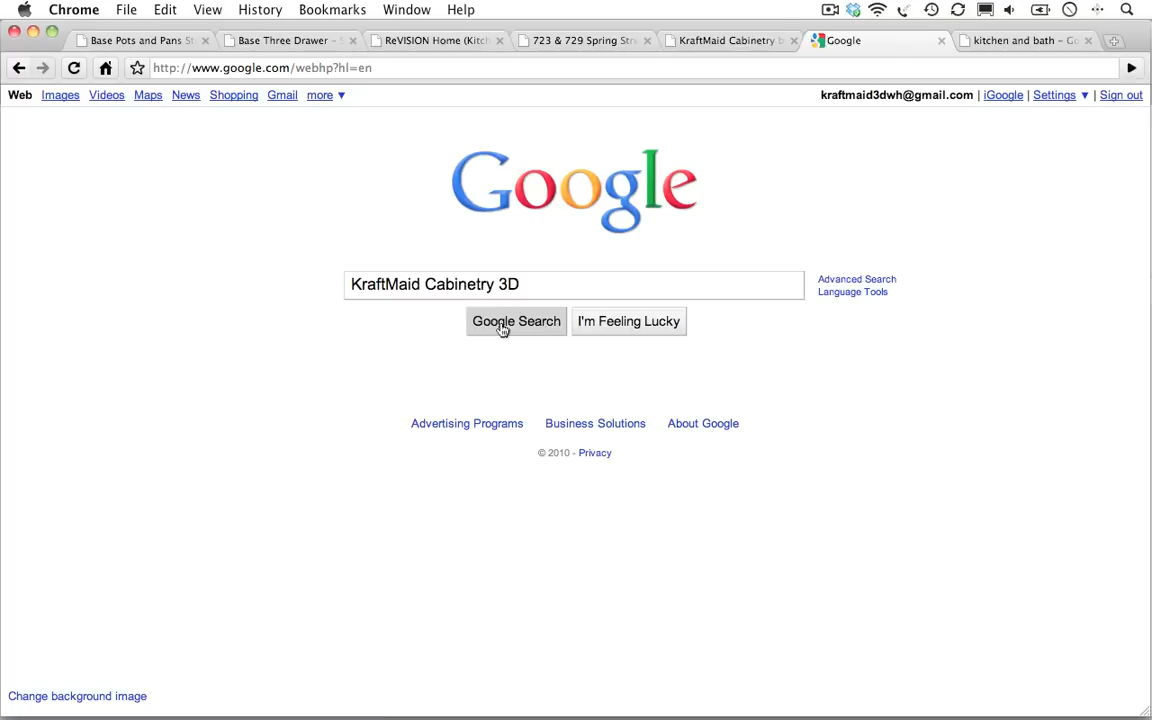 Chrome File Edit View History Bookmarks Window Help
Base Pots and Pans St Base Three Drawer – S ReVISION Home (Kitch 723 & 729 Spring Stre KraftMaid Cabinetry b Google kitchen and bath – Go
http://www.google.com/webhp?hl=en
Web Images Videos Maps News Shopping Gmail more ▼ kraftmaid3dwh@gmail.com | iGoogle | Settings ▼ | Sign out
Google
KraftMaid Cabinetry 3D
Advanced Search
Language Tools
Google Search I'm Feeling Lucky
Advertising Programs Business Solutions About Google
© 2010 - Privacy
Change background image